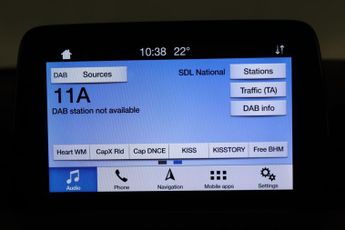 10:38 22°
DAB Sources SDL National Stations
11A
Traffic (TA)
DAB station not available
DAB info
Heart WM CapX Rld Cap DNCE KISS KISSTORY Free BHM
Audio Phone Navigation Mobile apps Settings